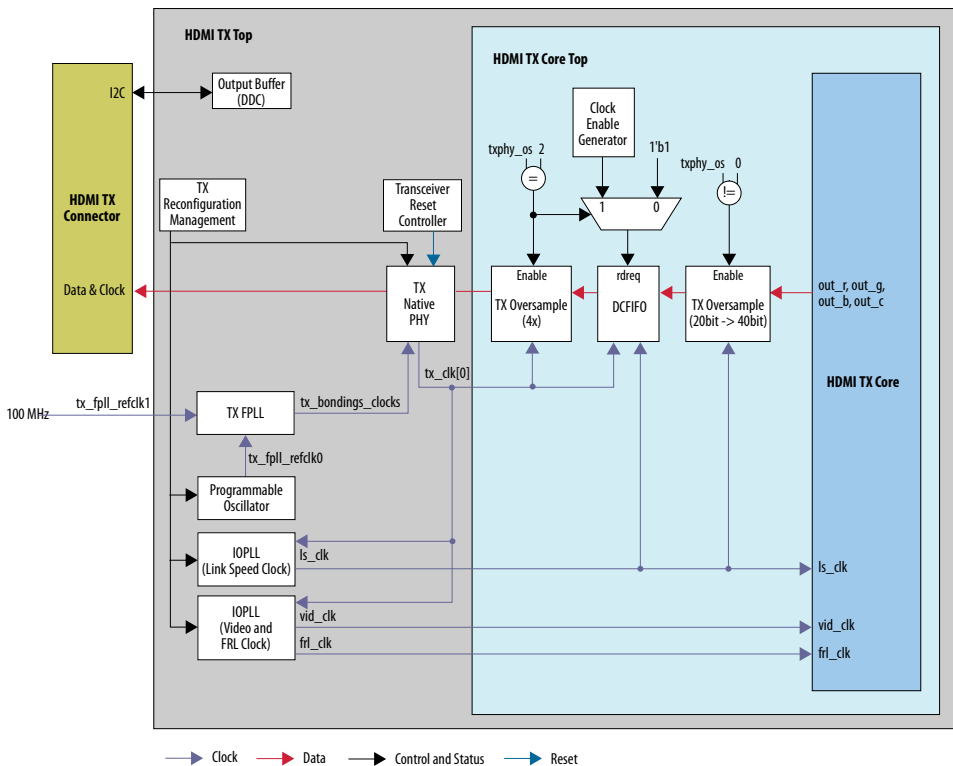 HDMI TX Top
HDMI TX Core Top
I2C
Output Buffer
(DDC)
Clock
Enable
Generator
txphy_os 2
=
1'b1
txphy_os 0
!=
HDMI TX
Connector
TX
Reconfiguration
Management
Transceiver
Reset
Controller
1 0
Data & Clock
TX
Native
PHY
Enable
TX Oversample
(4x)
rdreq
DCFIFO
Enable
TX Oversample
(20bit -> 40bit)
out_r, out_g,
out_b, out_c
tx_clk[0]
HDMI TX Core
100 MHz
tx_fpll_refclk1
TX FPLL
tx_bondings_clocks
tx_fpll_refclk0
Programmable
Oscillator
IOPLL
(Link Speed Clock)
ls_clk
ls_clk
IOPLL
(Video and
FRL Clock)
vid_clk
frl_clk
vid_clk
frl_clk
Clock
Data
Control and Status
Reset